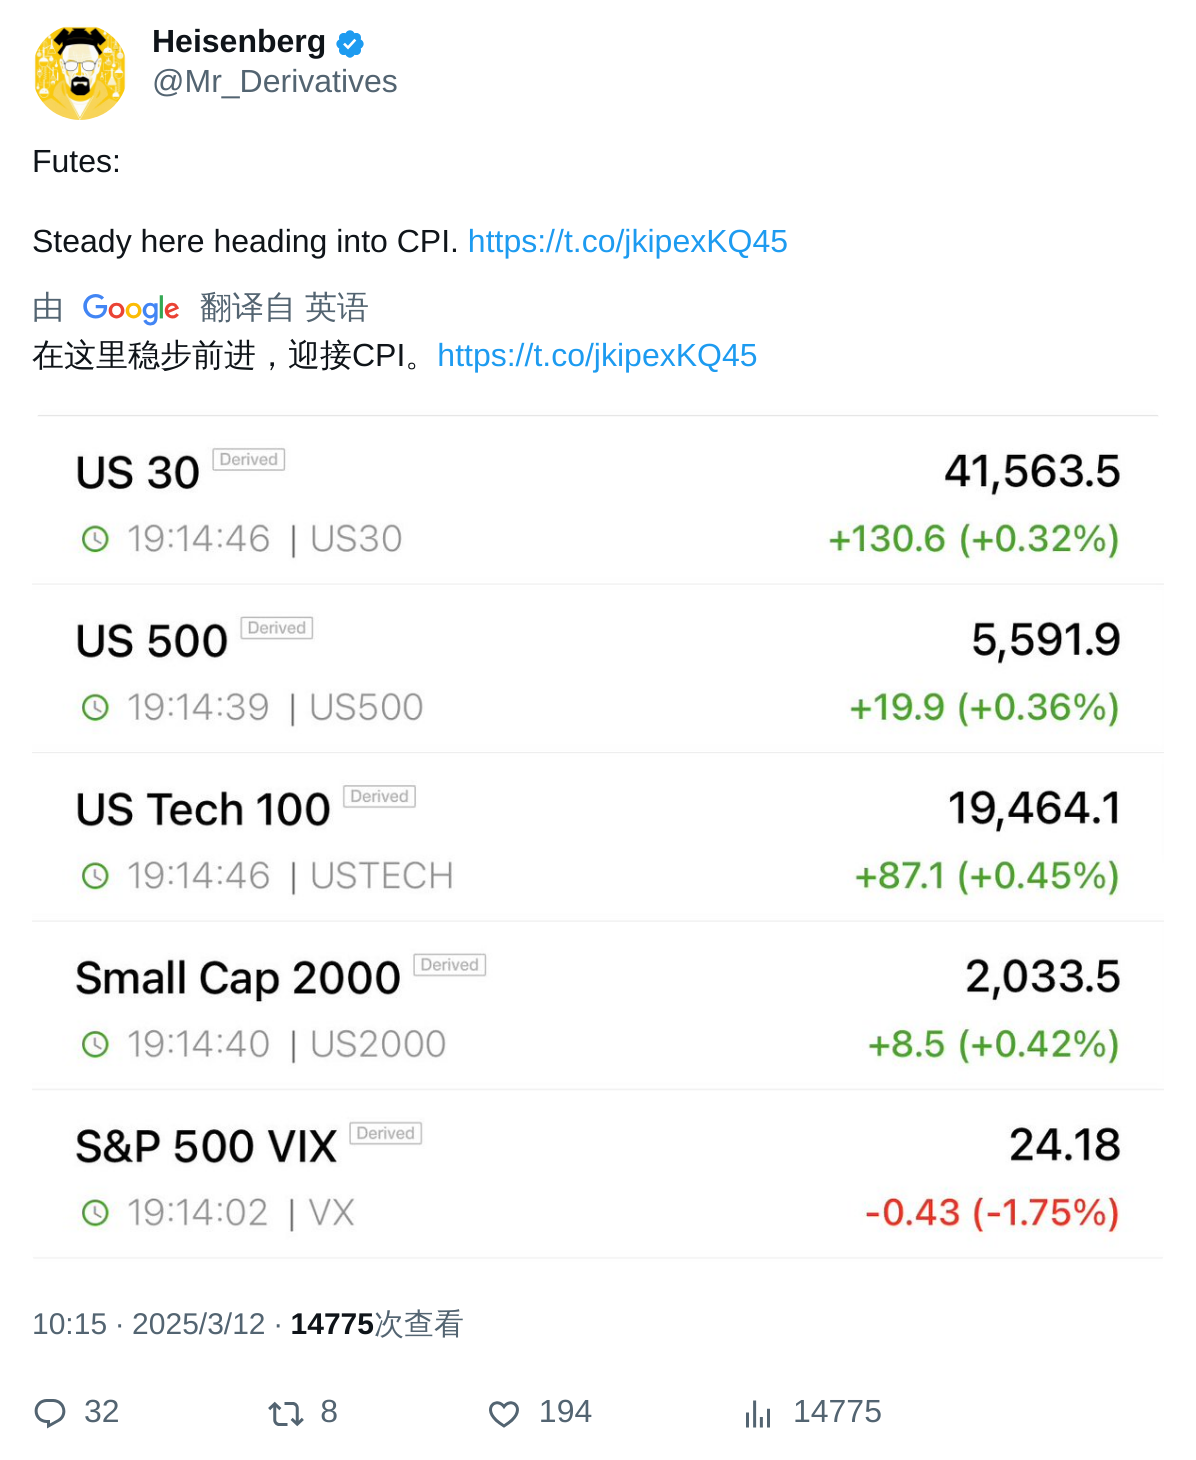 Heisenberg
@Mr_Derivatives
Futes:
Steady here heading into CPI. https://t.co/jkipexKQ45
由 Google 翻译自 英语
在这里稳步前进，迎接CPI。https://t.co/jkipexKQ45
US 30 Derived 41,563.5
19:14:46 | US30 +130.6 (+0.32%)
US 500 Derived 5,591.9
19:14:39 | US500 +19.9 (+0.36%)
US Tech 100 Derived 19,464.1
19:14:46 | USTECH +87.1 (+0.45%)
Small Cap 2000 Derived 2,033.5
19:14:40 | US2000 +8.5 (+0.42%)
S&P 500 VIX Derived 24.18
19:14:02 | VX -0.43 (-1.75%)
10:15 · 2025/3/12 · 14775次查看
32 8 194 14775